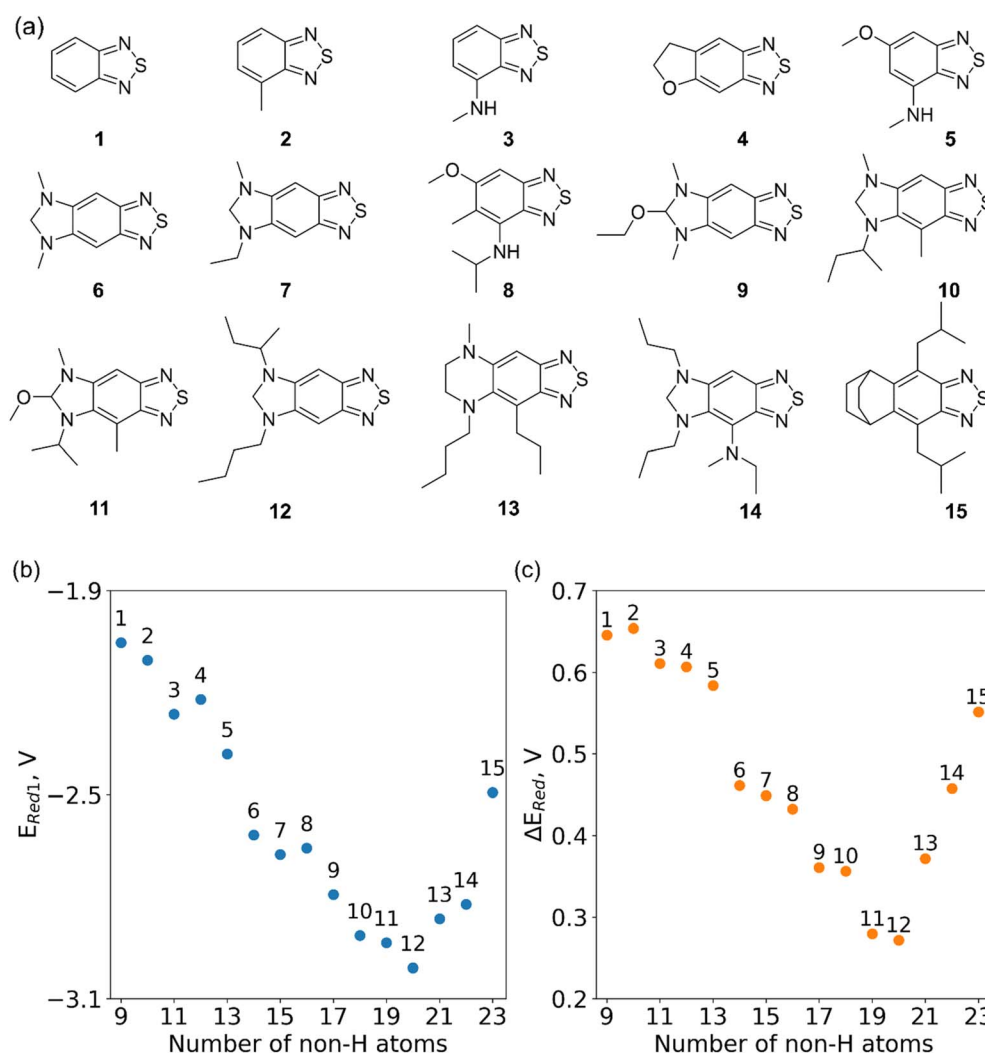 (a)
N S N
N S N
NH N S N
O N S N
O NH N S N
1 2 3 4 5
N N N S N
N N N S N
O NH N S N
O N N N S N
N N N S N
6 7 8 9 10
O N N N S N
N N N S N
N N N S N
N N N N S N
N S N
11 12 13 14 15
(b)
E_Red1, V
−1.9
−2.5
−3.1
1
2
3
4
5
6
7
8
9
10
11
12
13
14
15
9 11 13 15 17 19 21 23
Number of non-H atoms
(c)
ΔE_Red, V
0.7
0.6
0.5
0.4
0.3
0.2
1
2
3
4
5
6
7
8
9
10
11
12
13
14
15
9 11 13 15 17 19 21 23
Number of non-H atoms